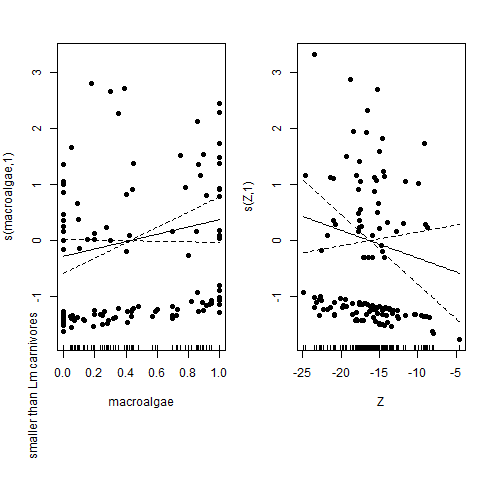 smaller than Lm carnivores
s(macroalgae,1)
3
2
1
0
-1
0.0 0.2 0.4 0.6 0.8 1.0
macroalgae
s(Z,1)
3
2
1
0
-1
-25 -20 -15 -10 -5
Z